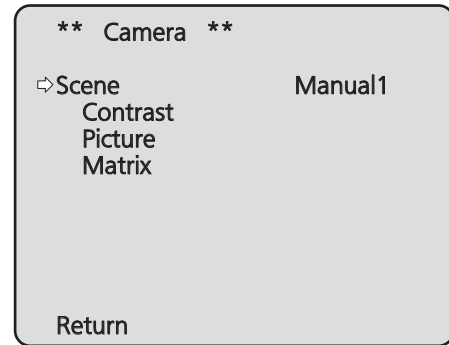 ** Camera **
⇨Scene Manual1
Contrast
Picture
Matrix
Return